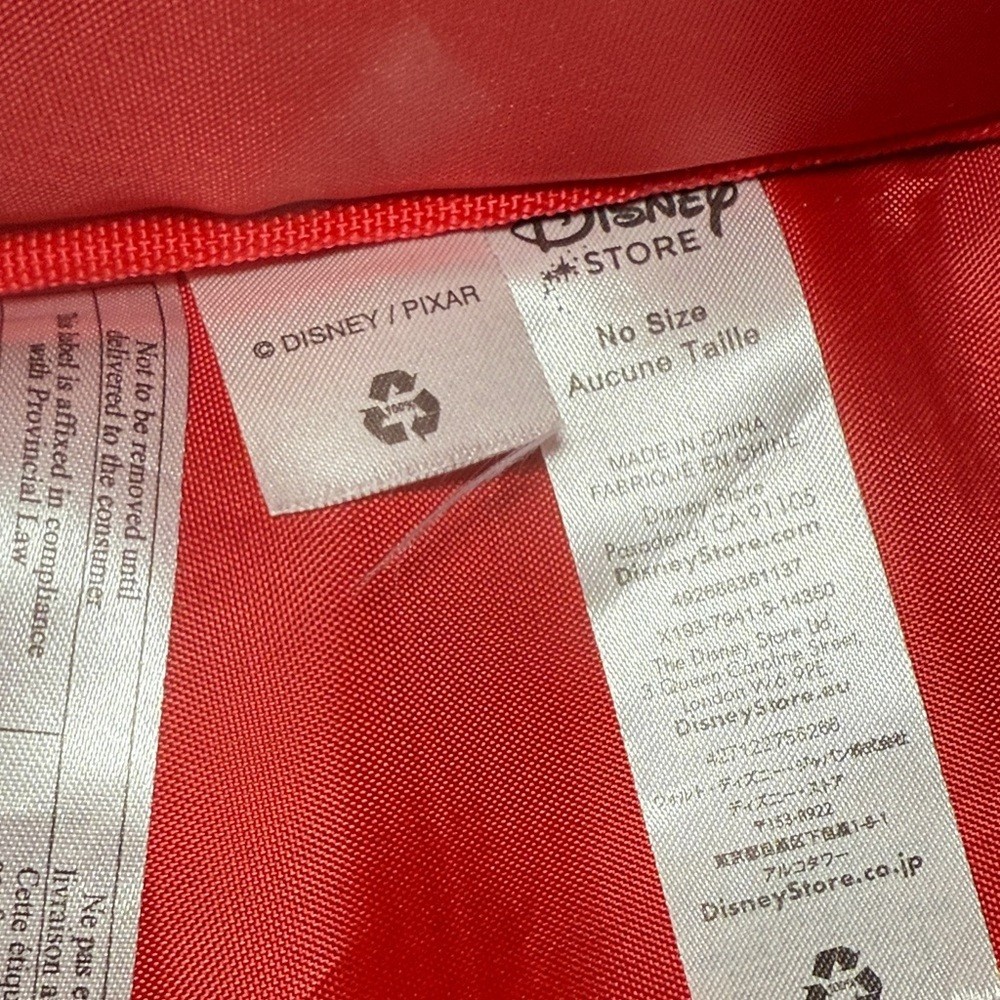 Not to be removed until
delivered to the consumer
This label is affixed in compliance
with Provincial Law
Ne pas
livraison
Cette
© DISNEY / PIXAR
100%
DISNEY
STORE
No Size
Aucune Taille
MADE IN CHINA
FABRIQUE EN CHINE
Disney Store
Pasadena, CA 91105
DisneyStore.com
X193-7941-5-14350
The Disney Store Ltd,
3 Queen Caroline Street,
London W6 9PE
DisneyStore.eu
427122756266
ウォルト・ディズニー・ジャパン株式会社
ディズニー・ストア
〒153-8922
東京都目黒区下目黒1-8-1
アルコタワー
DisneyStore.co.jp
100%